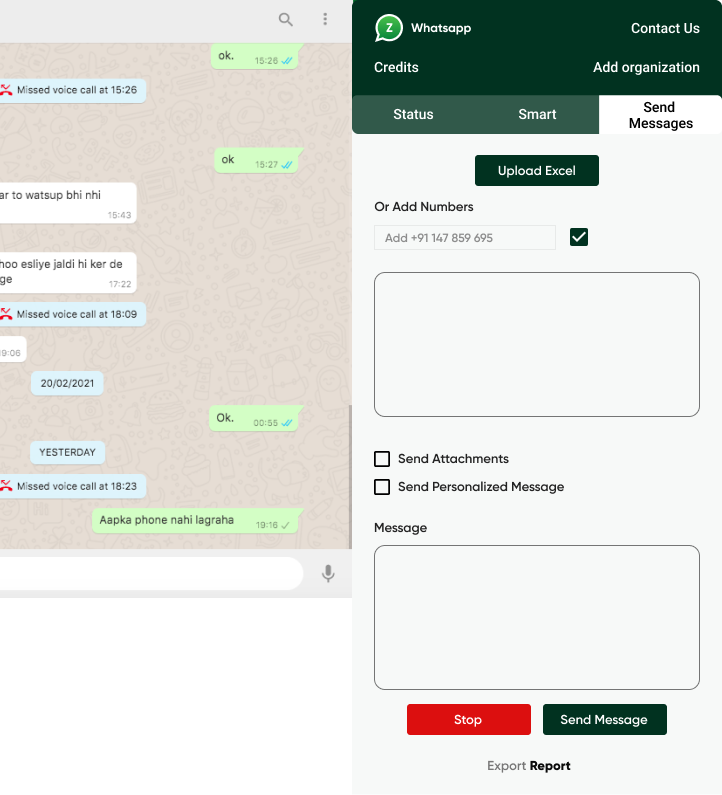 ok.
15:26
Missed voice call at 15:26
ok
15:27
ar to watsup bhi nhi
15:43
hoo esliye jaldi hi ker de
ge
17:22
Missed voice call at 18:09
9:06
20/02/2021
Ok.
00:55
YESTERDAY
Missed voice call at 18:23
Aapka phone nahi lagraha
19:16
Z
Whatsapp
Contact Us
Credits
Add organization
Status
Smart
Send
Messages
Upload Excel
Or Add Numbers
Add +91 147 859 695
Send Attachments
Send Personalized Message
Message
Stop
Send Message
Export Report